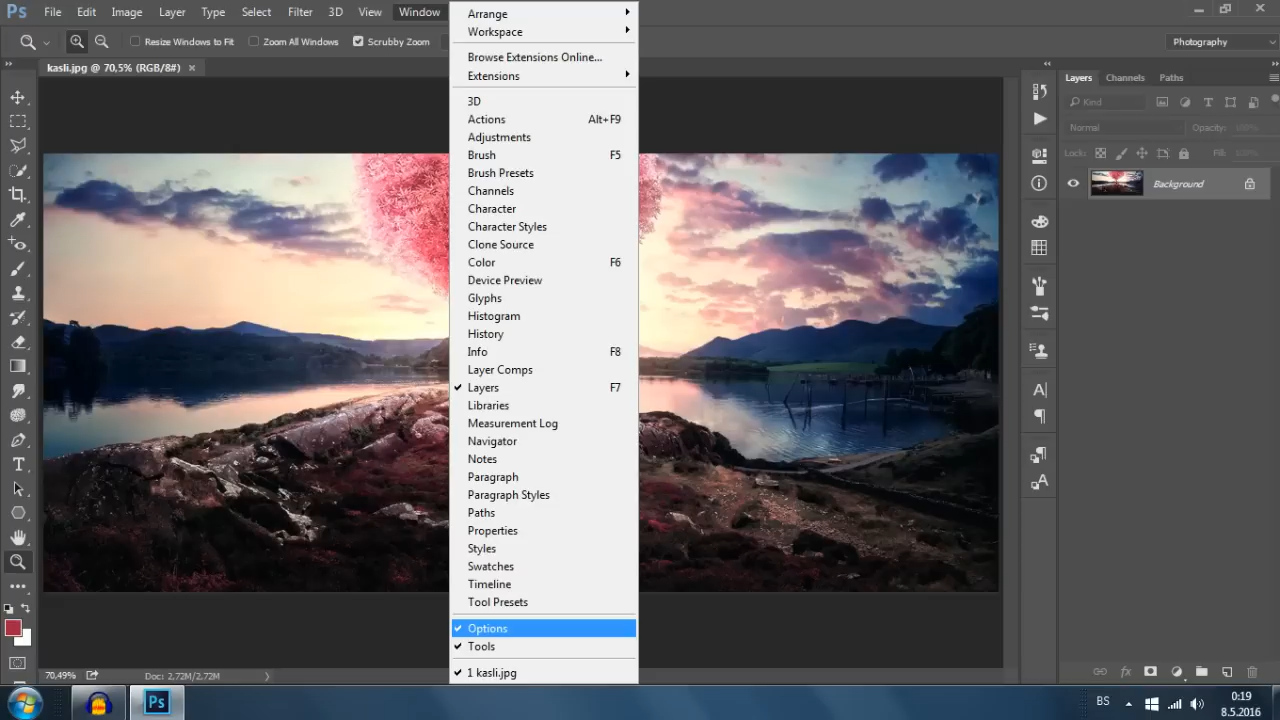 Ps File Edit Image Layer Type Select Filter 3D View Window
Resize Windows to Fit Zoom All Windows Scrubby Zoom
Photography
kasli.jpg @ 70,5% (RGB/8#) ×
Arrange
Workspace
Browse Extensions Online...
Extensions
3D
Actions Alt+F9
Adjustments
Brush F5
Brush Presets
Channels
Character
Character Styles
Clone Source
Color F6
Device Preview
Glyphs
Histogram
History
Info F8
Layer Comps
Layers F7
Libraries
Measurement Log
Navigator
Notes
Paragraph
Paragraph Styles
Paths
Properties
Styles
Swatches
Timeline
Tool Presets
Options
Tools
1 kasli.jpg
Layers Channels Paths
Kind
Normal Opacity: 100%
Lock: Fill: 100%
Background
70,49% Doc: 2,72M/2,72M
Ps
BS
0:19
8.5.2016